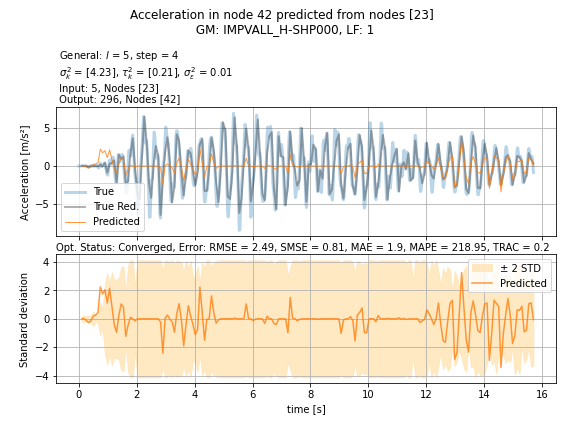 Acceleration in node 42 predicted from nodes [23]
GM: IMPVALL_H-SHP000, LF: 1
General: l = 5, step = 4
σ²ₖ = [4.23], τ²ₖ = [0.21], σ²ε = 0.01
Input: 5, Nodes [23]
Output: 296, Nodes [42]
Acceleration [m/s²]
5
0
−5
True
True Red.
Predicted
Opt. Status: Converged, Error: RMSE = 2.49, SMSE = 0.81, MAE = 1.9, MAPE = 218.95, TRAC = 0.2
Standard deviation
4
2
0
−2
−4
± 2 STD
Predicted
0 2 4 6 8 10 12 14 16
time [s]